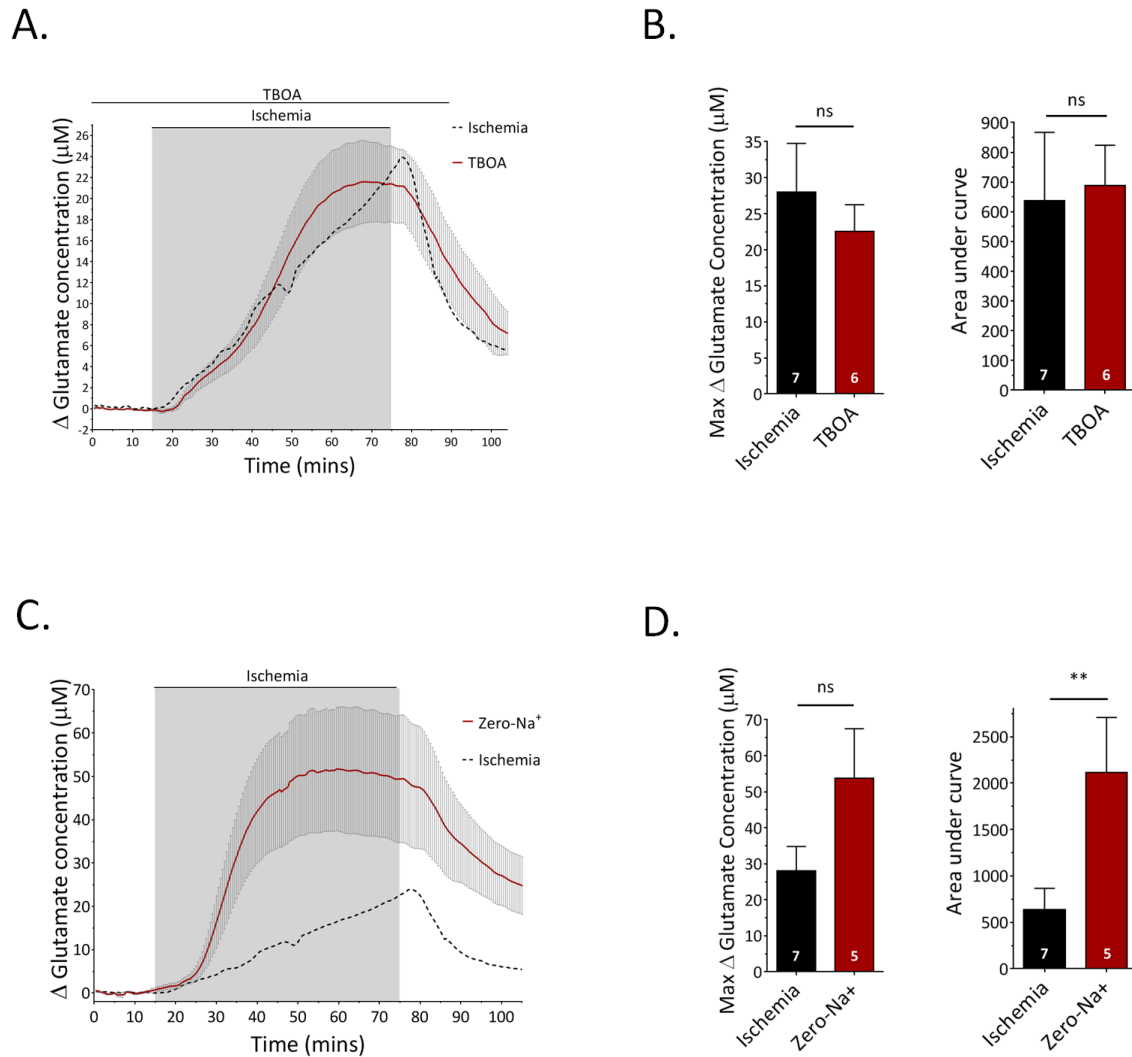 A.
TBOA
Ischemia
Ischemia
TBOA
Δ Glutamate concentration (μM)
26
24
22
20
18
16
14
12
10
8
6
4
2
0
-2
0 10 20 30 40 50 60 70 80 90 100
Time (mins)
B.
ns
Max Δ Glutamate Concentration (μM)
35
30
25
20
15
10
5
0
7 6
Ischemia
TBOA
ns
Area under curve
900
800
700
600
500
400
300
200
100
0
7 6
Ischemia
TBOA
C.
Ischemia
Zero-Na⁺
Ischemia
Δ Glutamate concentration (μM)
70
60
50
40
30
20
10
0
0 10 20 30 40 50 60 70 80 90 100
Time (mins)
D.
ns
Max Δ Glutamate Concentration (μM)
70
60
50
40
30
20
10
0
7 5
Ischemia
Zero-Na+
**
Area under curve
2500
2000
1500
1000
500
0
7 5
Ischemia
Zero-Na+